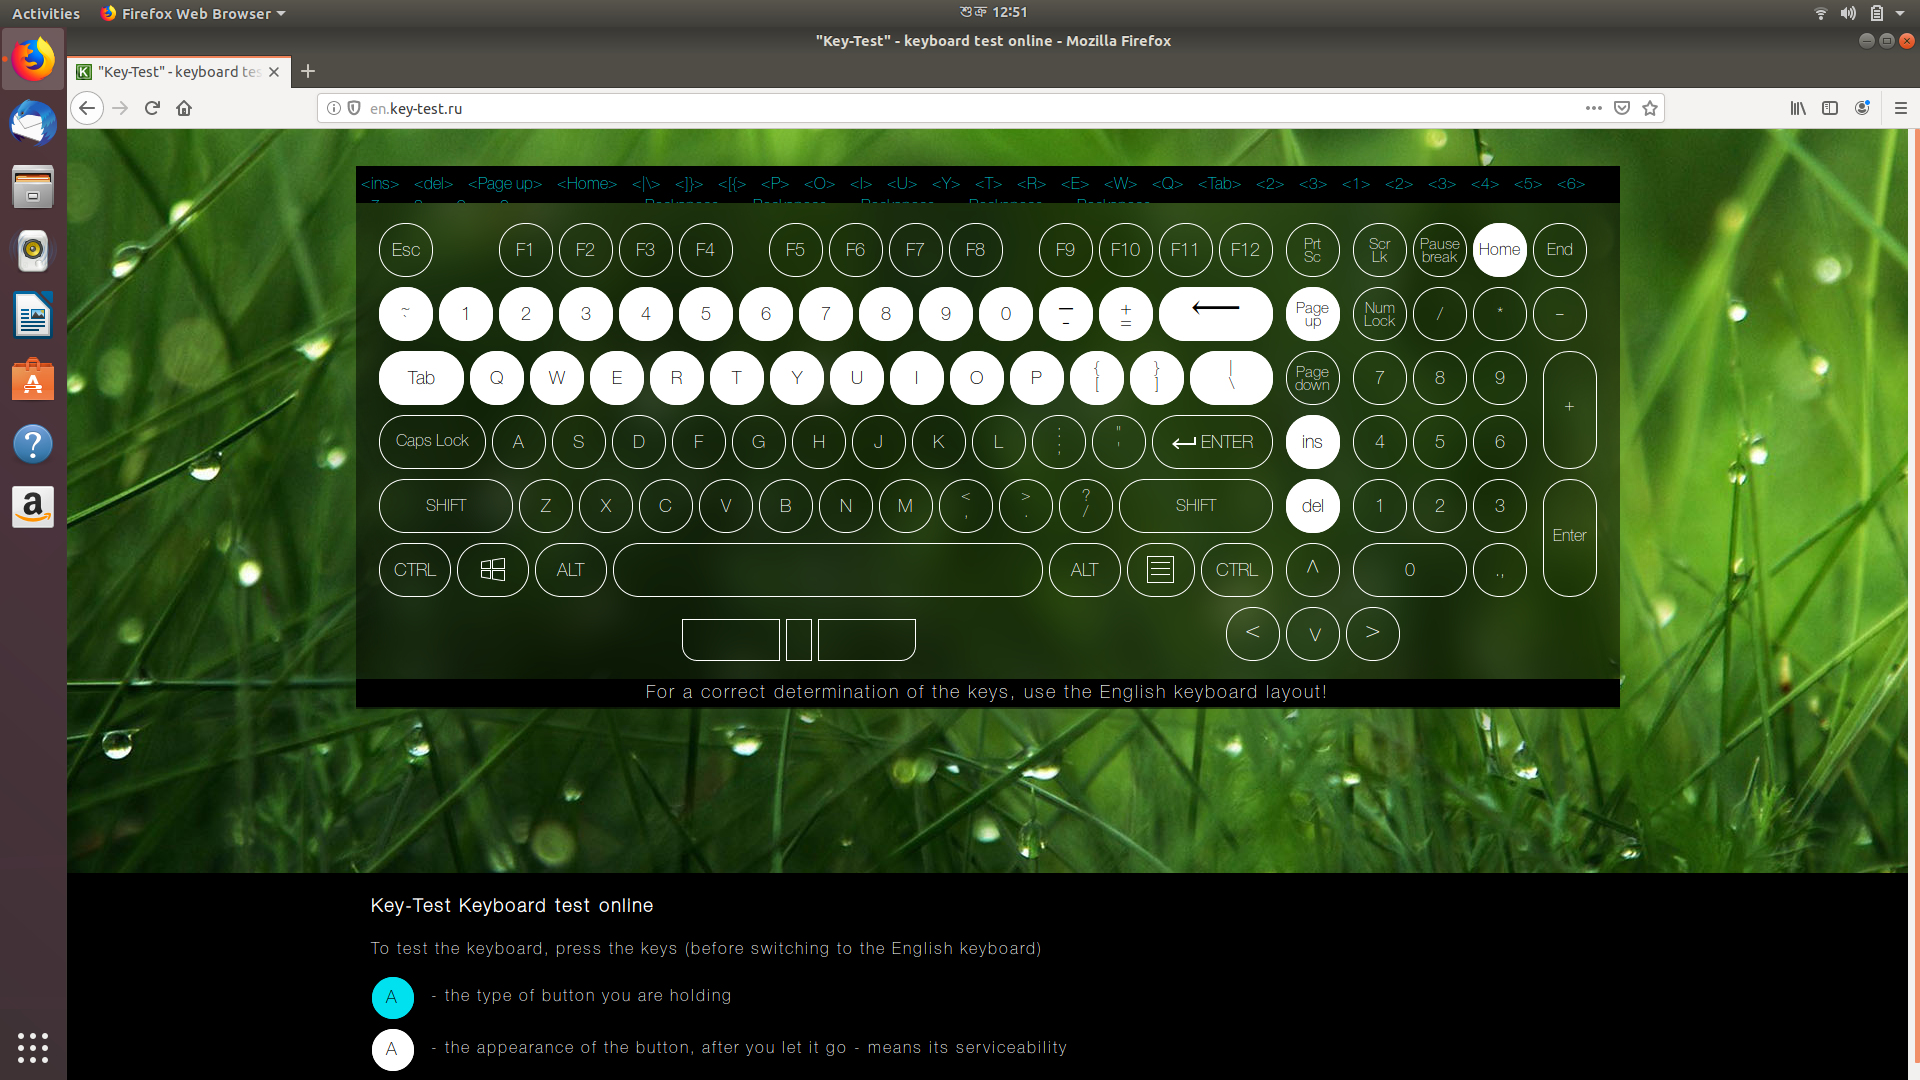 Activities Firefox Web Browser শুক্র 12:51
"Key-Test" - keyboard test online - Mozilla Firefox
"Key-Test" - keyboard tes
en.key-test.ru
<ins> <del> <Page up> <Home> <|\> <]}> <[{> <P> <O> <I> <U> <Y> <T> <R> <E> <W> <Q> <Tab> <2> <3> <1> <2> <3> <4> <5> <6>
Esc F1 F2 F3 F4 F5 F6 F7 F8 F9 F10 F11 F12 Prt Sc Scr Lk Pause break Home End
~ ` 1 2 3 4 5 6 7 8 9 0 — - + = ⟵ Page up Num Lock / * −
Tab Q W E R T Y U I O P { [ } ] | \ Page down 7 8 9 +
Caps Lock A S D F G H J K L : ; " ' ENTER ins 4 5 6
SHIFT Z X C V B N M < , > . ? / SHIFT del 1 2 3 Enter
CTRL ALT ALT CTRL ^ 0 .,
< v >
For a correct determination of the keys, use the English keyboard layout!
Key-Test Keyboard test online
To test the keyboard, press the keys (before switching to the English keyboard)
A - the type of button you are holding
A - the appearance of the button, after you let it go - means its serviceability